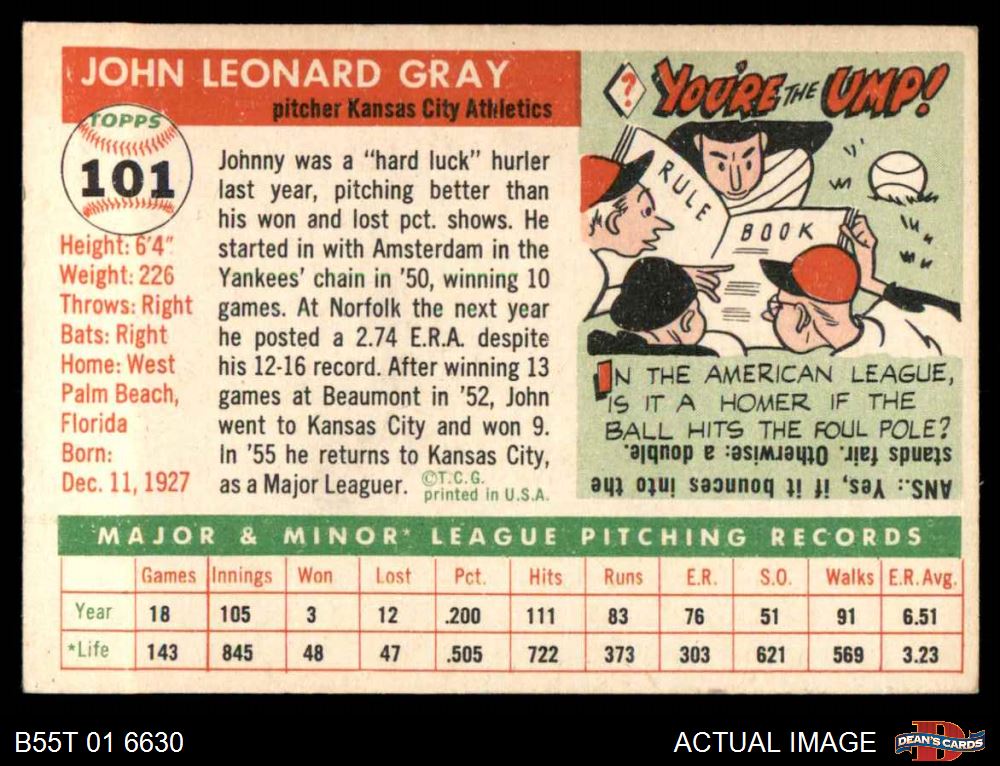 JOHN LEONARD GRAY
pitcher Kansas City Athletics
TOPPS
101
Height: 6'4"
Weight: 226
Throws: Right
Bats: Right
Home: West
Palm Beach,
Florida
Born:
Dec. 11, 1927
Johnny was a "hard luck" hurler
last year, pitching better than
his won and lost pct. shows. He
started in with Amsterdam in the
Yankees' chain in '50, winning 10
games. At Norfolk the next year
he posted a 2.74 E.R.A. despite
his 12-16 record. After winning 13
games at Beaumont in '52, John
went to Kansas City and won 9.
In '55 he returns to Kansas City,
as a Major Leaguer.
©T.C.G.
printed in U.S.A.
? YOU'RE THE UMP!
RULE
BOOK
IN THE AMERICAN LEAGUE,
IS IT A HOMER IF THE
BALL HITS THE FOUL POLE?
ANS.: Yes, if it bounces into the
stands fair. Otherwise: a double.
MAJOR & MINOR* LEAGUE PITCHING RECORDS
Games Innings Won Lost Pct. Hits Runs E.R. S.O. Walks E.R.Avg.
Year 18 105 3 12 .200 111 83 76 51 91 6.51
*Life 143 845 48 47 .505 722 373 303 621 569 3.23
B55T 01 6630
ACTUAL IMAGE
DEAN'S CARDS